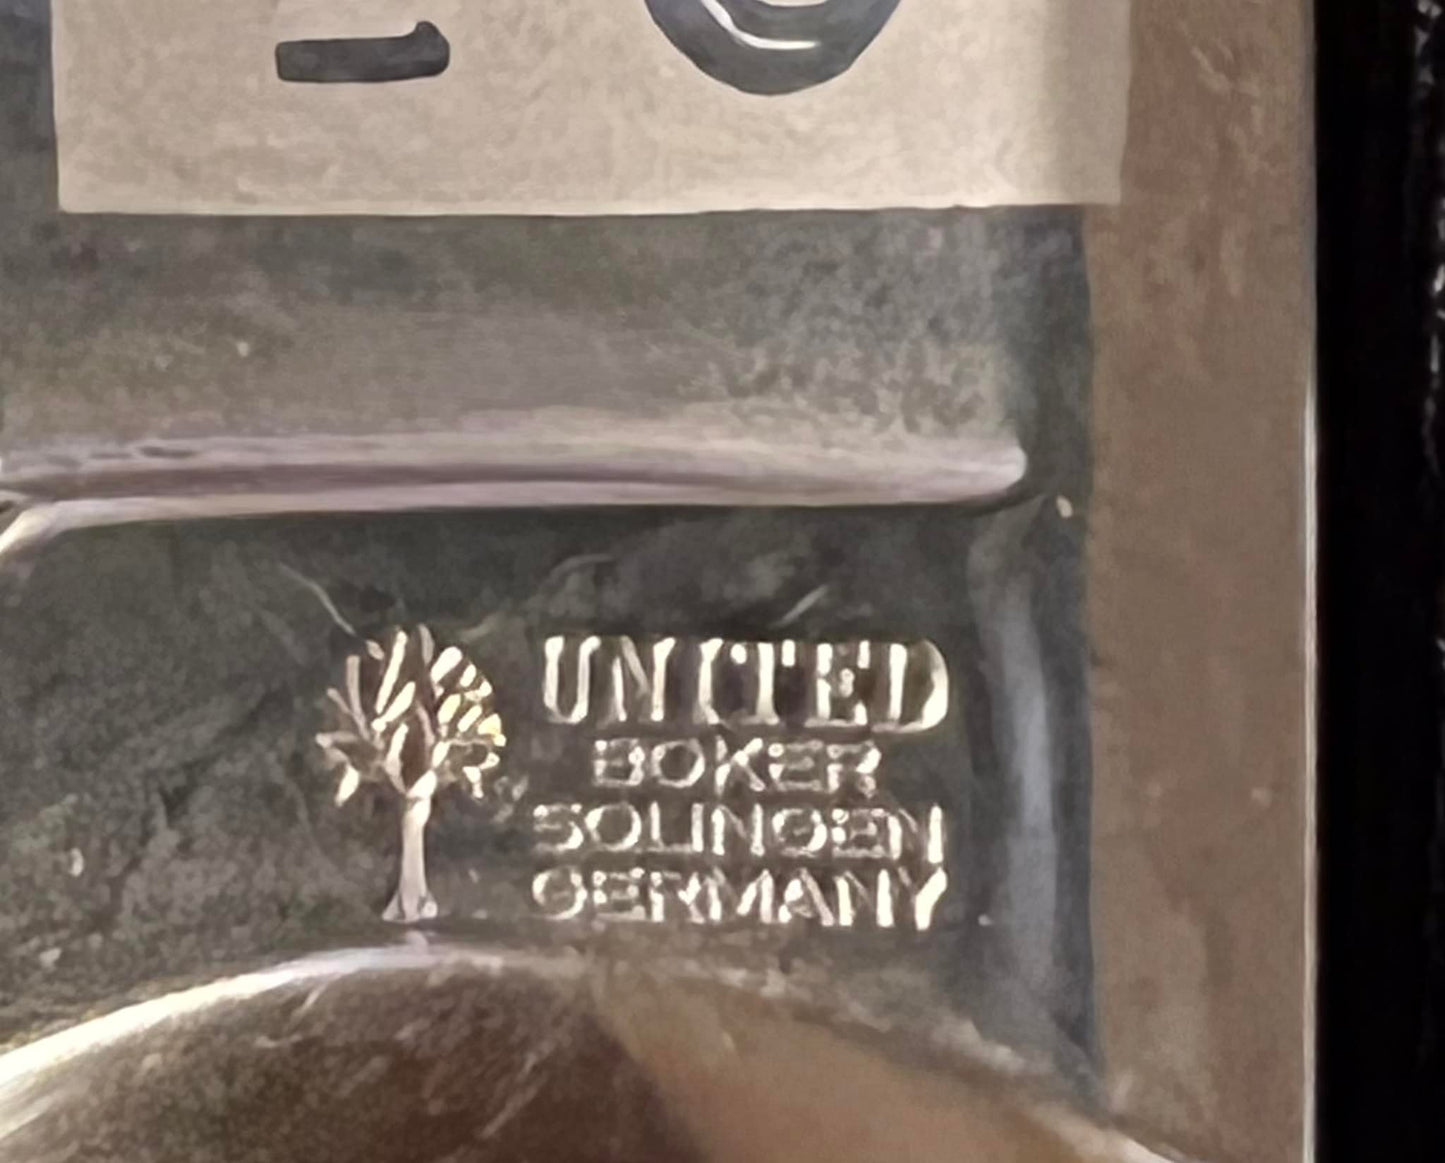 UNITED
BOKER
SOLINGEN
GERMANY